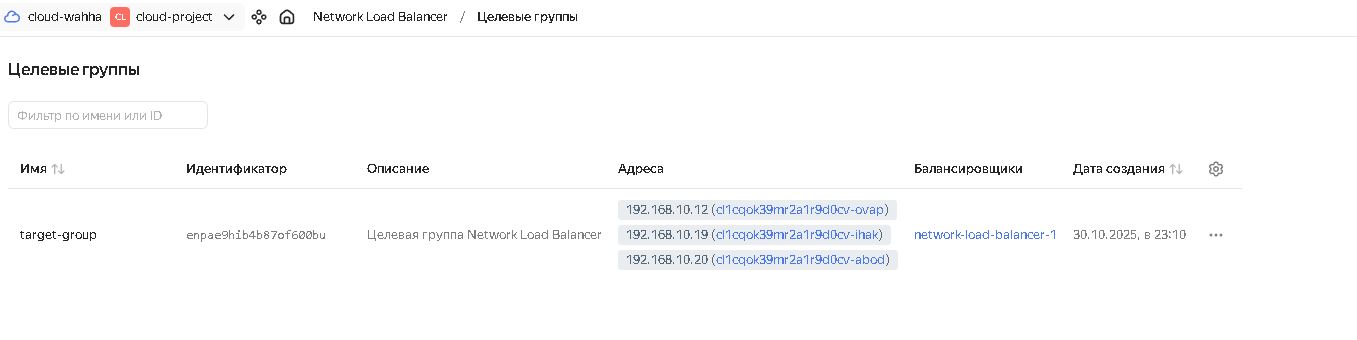 cloud-wahha CL cloud-project Network Load Balancer / Целевые группы
Целевые группы
Фильтр по имени или ID
Имя Идентификатор Описание Адреса Балансировщики Дата создания
192.168.10.12 (cl1cqok39mr2a1r9d0cv-ovap)
target-group enpae9hib4b87of600bu Целевая группа Network Load Balancer 192.168.10.19 (cl1cqok39mr2a1r9d0cv-ihak) network-load-balancer-1 30.10.2025, в 23:10
192.168.10.20 (cl1cqok39mr2a1r9d0cv-abod)